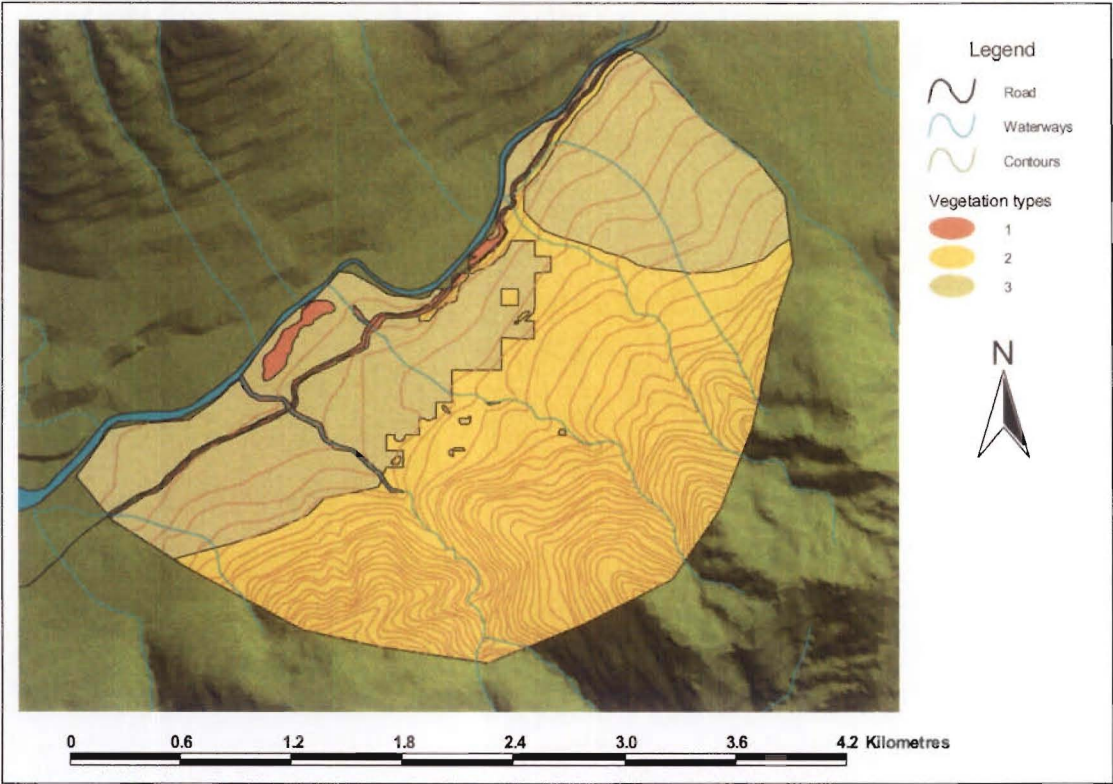 Legend
Road
Waterways
Contours
Vegetation types
1
2
3
N
0 0.6 1.2 1.8 2.4 3.0 3.6 4.2 Kilometres